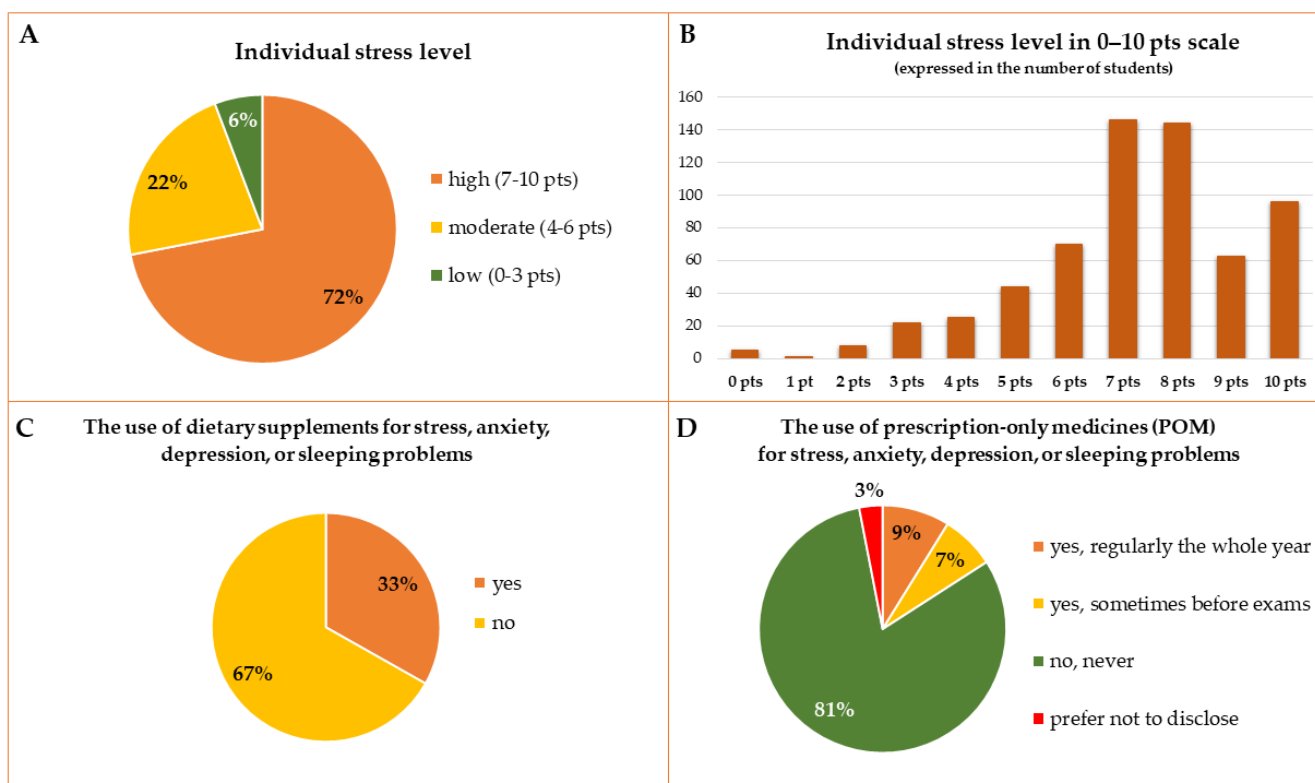 A
Individual stress level
6%
22%
72%
high (7-10 pts)
moderate (4-6 pts)
low (0-3 pts)
B
Individual stress level in 0–10 pts scale
(expressed in the number of students)
160
140
120
100
80
60
40
20
0
0 pts 1 pt 2 pts 3 pts 4 pts 5 pts 6 pts 7 pts 8 pts 9 pts 10 pts
C
The use of dietary supplements for stress, anxiety,
depression, or sleeping problems
33%
67%
yes
no
D
The use of prescription-only medicines (POM)
for stress, anxiety, depression, or sleeping problems
3%
9%
7%
81%
yes, regularly the whole year
yes, sometimes before exams
no, never
prefer not to disclose